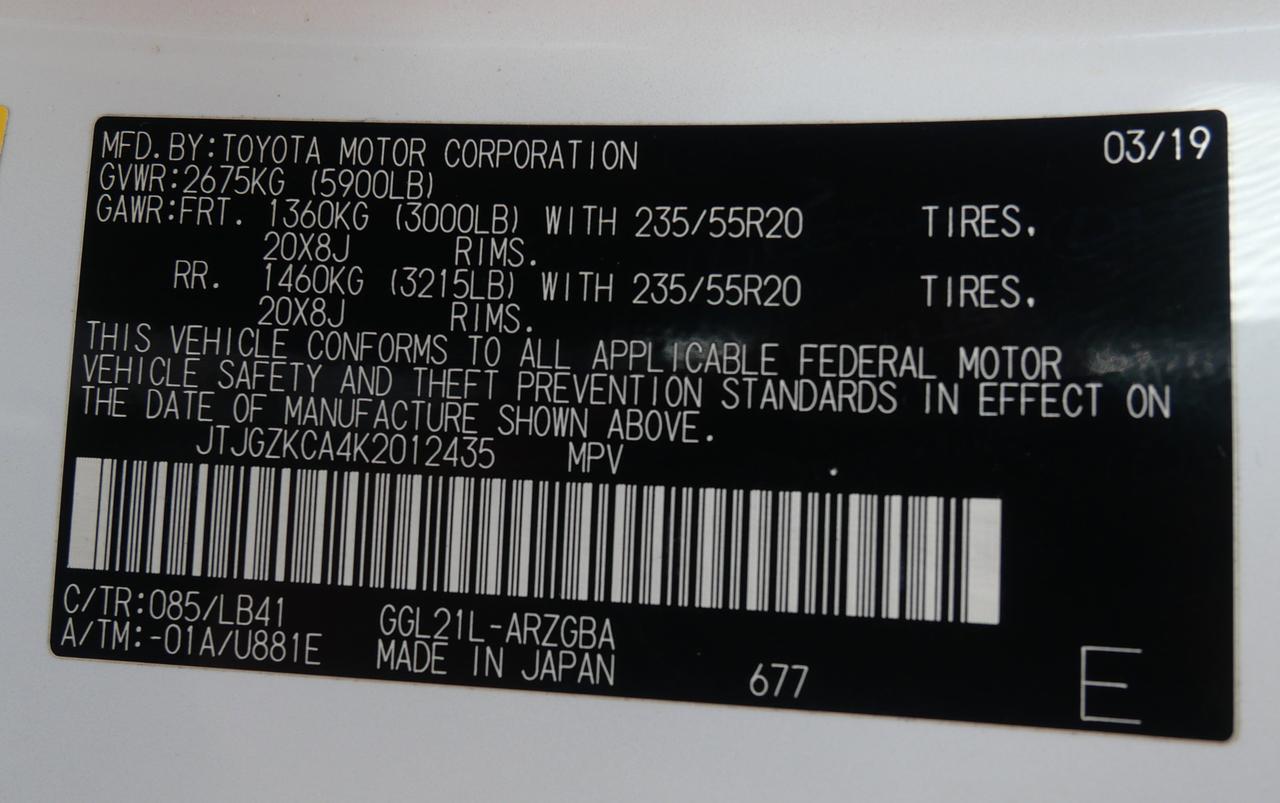 MFD.BY:TOYOTA MOTOR CORPORATION 03/19
GVWR:2675KG (5900LB)
GAWR:FRT. 1360KG (3000LB) WITH 235/55R20 TIRES.
20X8J RIMS.
RR. 1460KG (3215LB) WITH 235/55R20 TIRES.
20X8J RIMS.
THIS VEHICLE CONFORMS TO ALL APPLICABLE FEDERAL MOTOR
VEHICLE SAFETY AND THEFT PREVENTION STANDARDS IN EFFECT ON
THE DATE OF MANUFACTURE SHOWN ABOVE.
JTJGZKCA4K2012435 MPV
C/TR:085/LB41 GGL21L-ARZGBA
A/TM:-01A/U881E MADE IN JAPAN 677 E